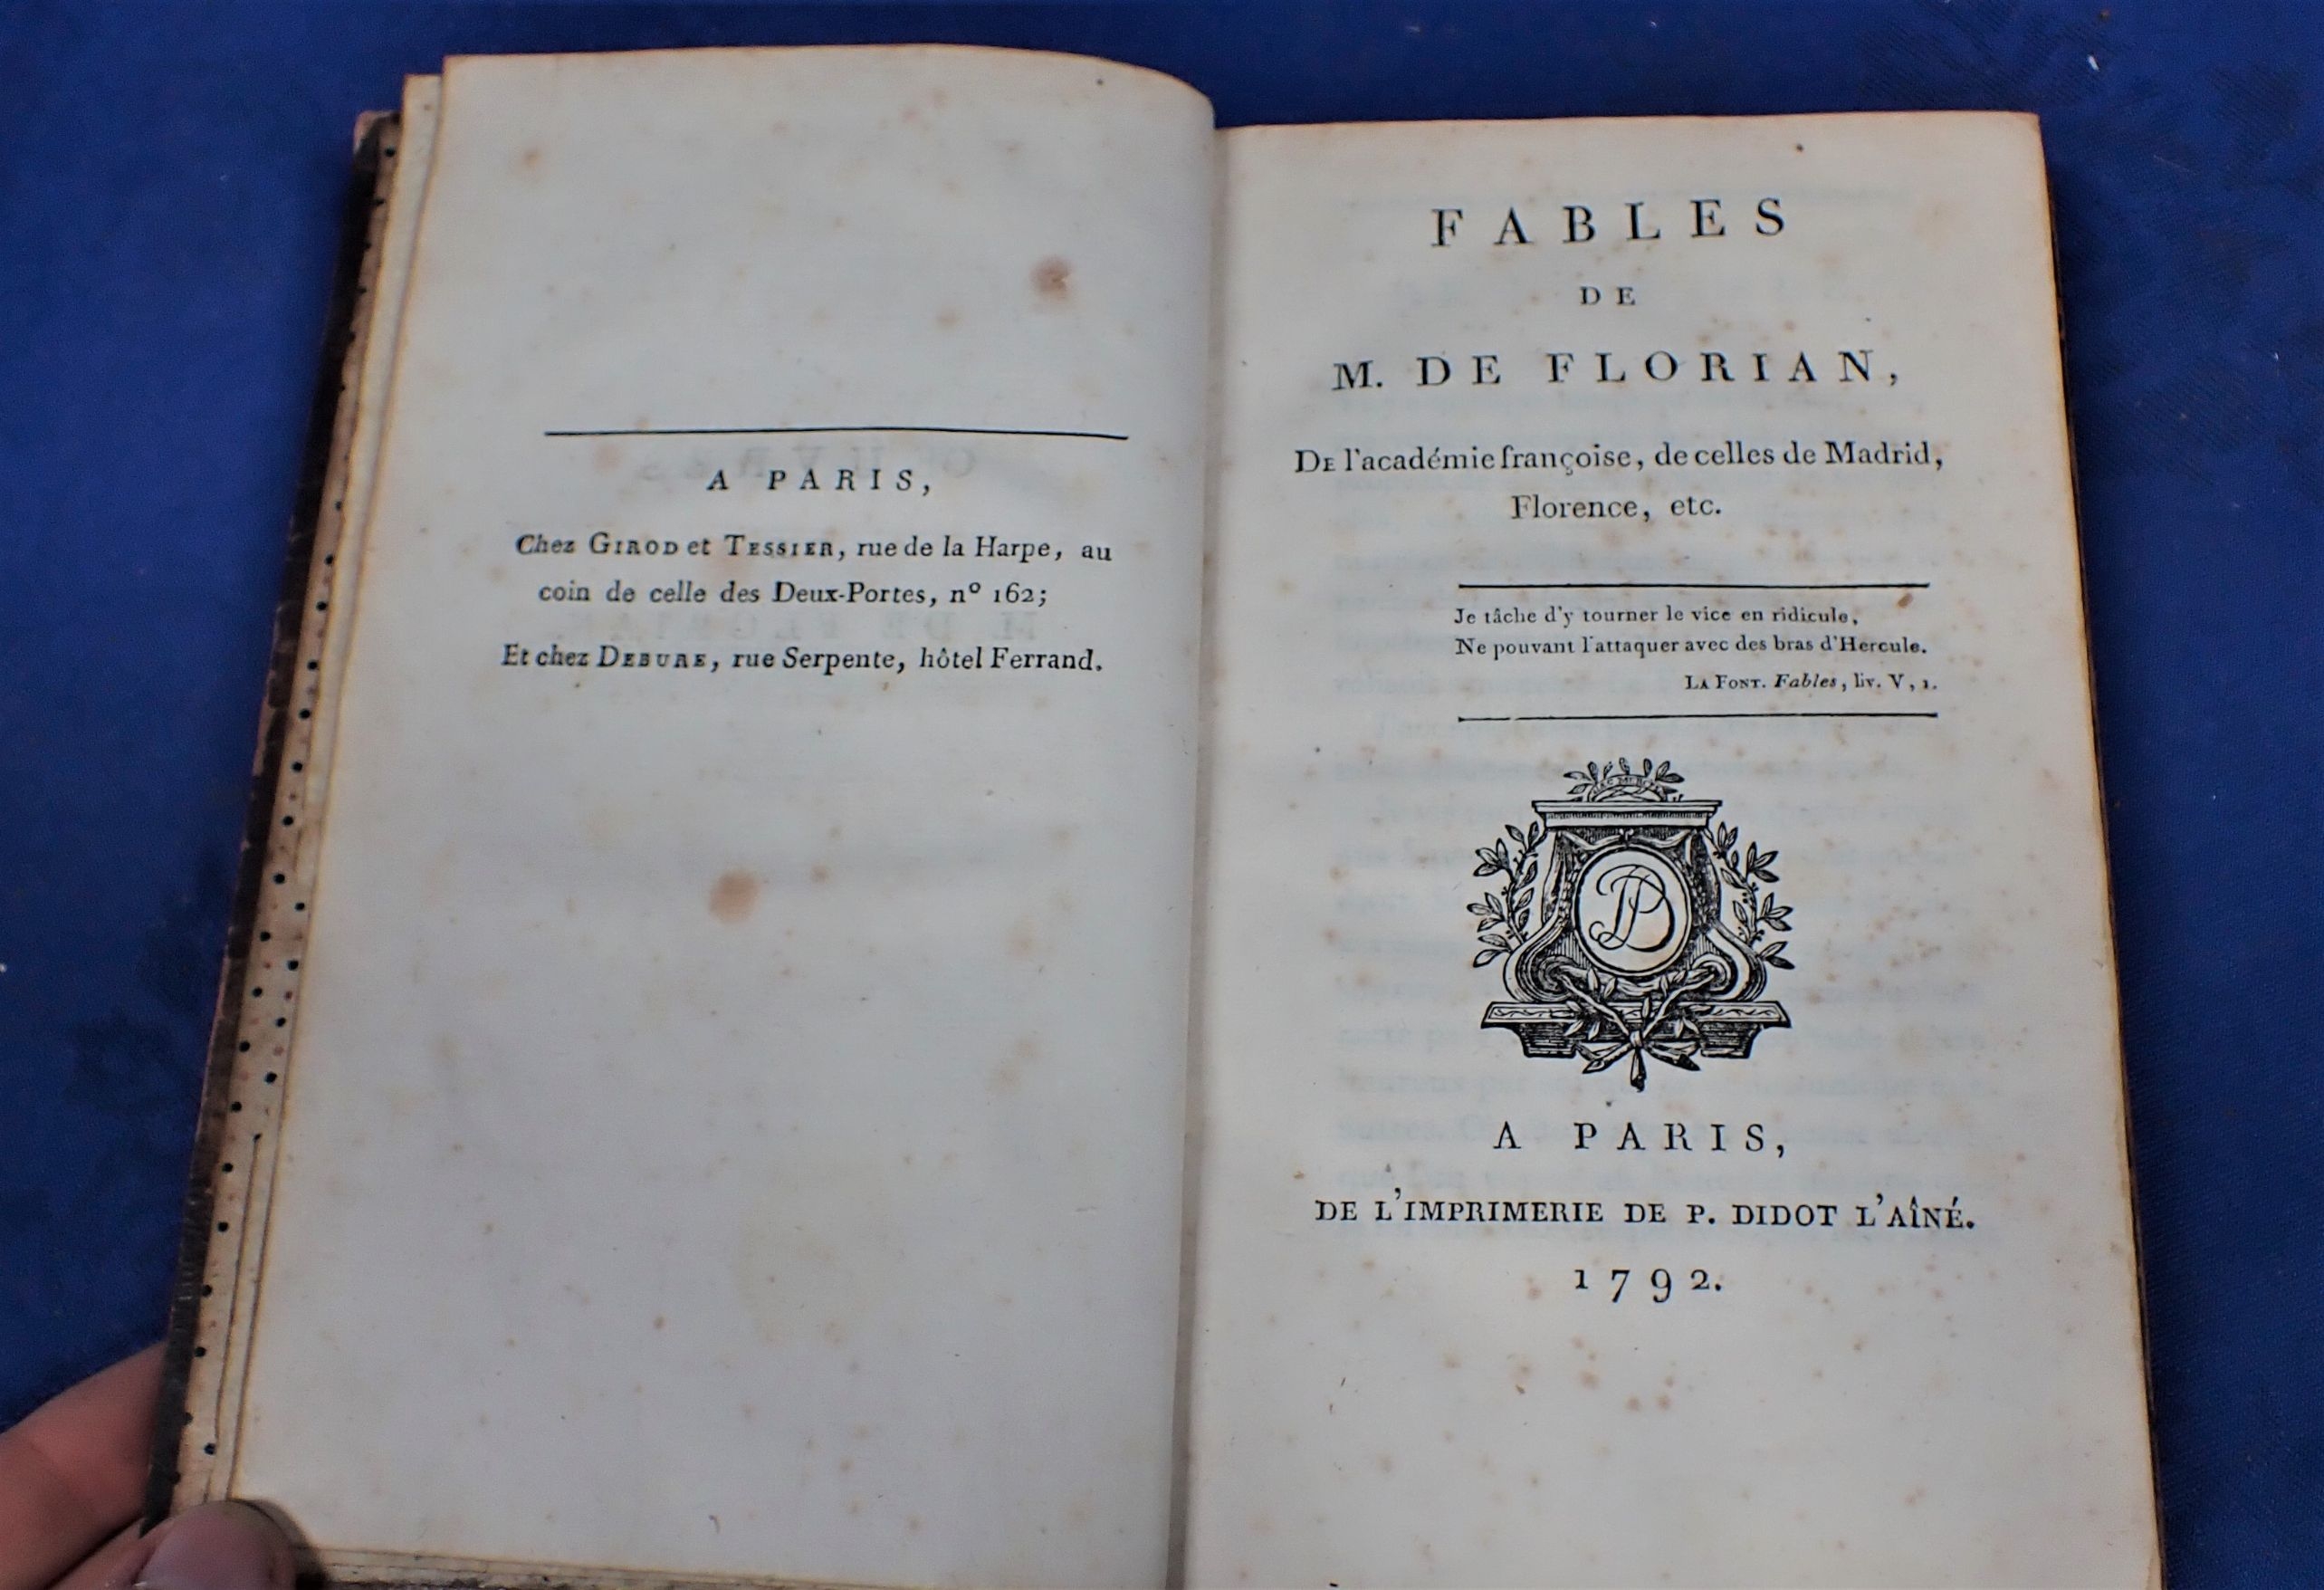 A PARIS,
Chez GIROD et TESSIER, rue de la Harpe, au
coin de celle des Deux-Portes, nº 162;
Et chez DEBURE, rue Serpente, hôtel Ferrand.
FABLES
DE
M. DE FLORIAN,
DE l'académie françoise, de celles de Madrid,
Florence, etc.
Je tâche d'y tourner le vice en ridicule,
Ne pouvant l'attaquer avec des bras d'Hercule.
LA FONT. Fables, liv. V, 1.
A PARIS,
DE L'IMPRIMERIE DE P. DIDOT L'AÎNÉ.
1792.